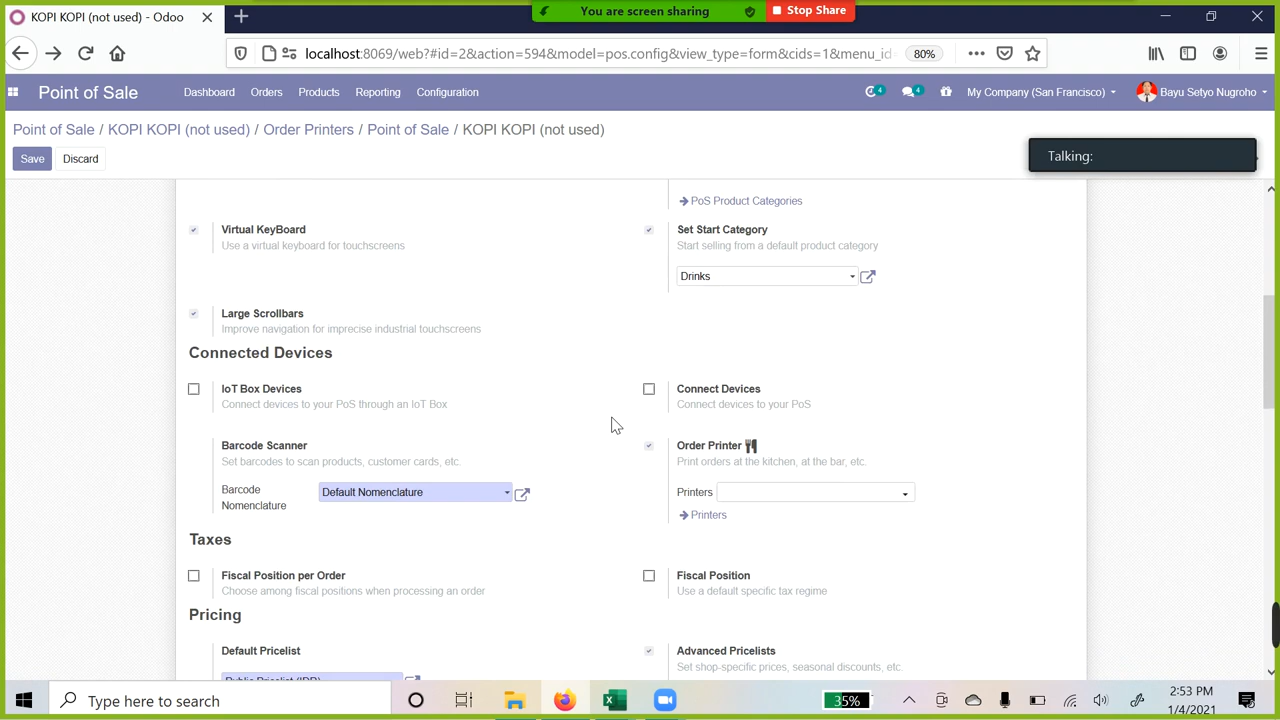 KOPI KOPI (not used) - Odoo
You are screen sharing
Stop Share
localhost:8069/web?#id=2&action=594&model=pos.config&view_type=form&cids=1&menu_id
80%
Point of Sale
Dashboard
Orders
Products
Reporting
Configuration
4
4
My Company (San Francisco)
Bayu Setyo Nugroho
Point of Sale / KOPI KOPI (not used) / Order Printers / Point of Sale / KOPI KOPI (not used)
Save
Discard
Talking:
PoS Product Categories
Virtual KeyBoard
Use a virtual keyboard for touchscreens
Set Start Category
Start selling from a default product category
Drinks
Large Scrollbars
Improve navigation for imprecise industrial touchscreens
Connected Devices
IoT Box Devices
Connect devices to your PoS through an IoT Box
Connect Devices
Connect devices to your PoS
Barcode Scanner
Set barcodes to scan products, customer cards, etc.
Barcode
Nomenclature
Default Nomenclature
Order Printer
Print orders at the kitchen, at the bar, etc.
Printers
Printers
Taxes
Fiscal Position per Order
Choose among fiscal positions when processing an order
Fiscal Position
Use a default specific tax regime
Pricing
Default Pricelist
Public Pricelist (IDR)
Advanced Pricelists
Set shop-specific prices, seasonal discounts, etc.
Type here to search
35%
2:53 PM
1/4/2021